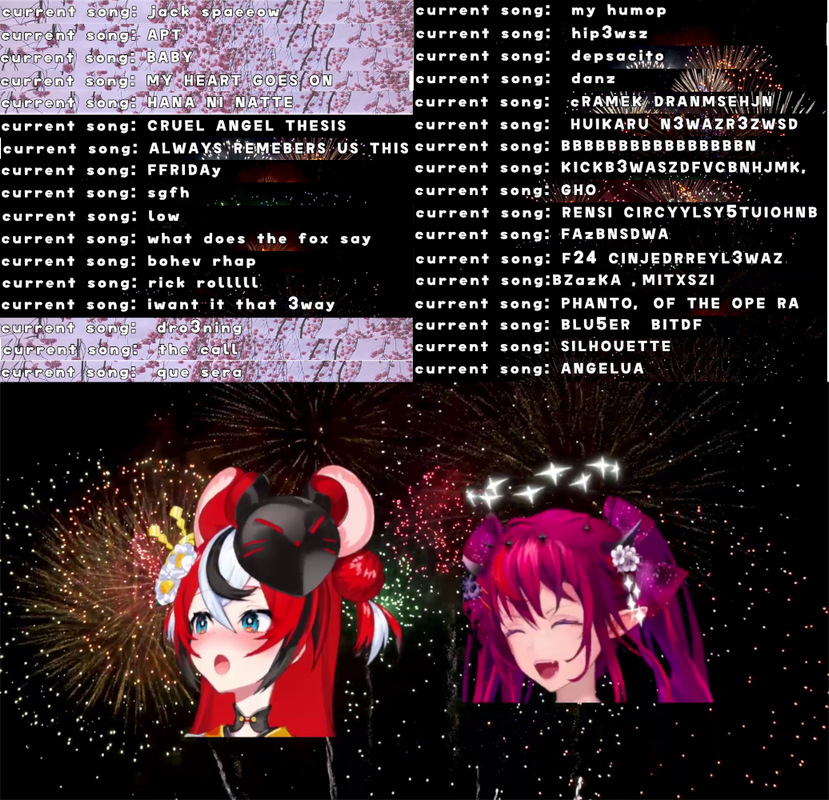 current song: jack spaeeow
current song: APT
current song: BABY
current song: MY HEART GOES ON
current song: HANA NI NATTE
current song: CRUEL ANGEL THESIS
current song: ALWAYS REMEBERS US THIS
current song: FFRIDAy
current song: sgfh
current song: low
current song: what does the fox say
current song: bohev rhap
current song: rick rolllll
current song: iwant it that 3way
current song: dro3ning
current song: the call
current song: que sera
current song: my humop
current song: hip3wsz
current song: depsacito
current song: danz
current song: cRAMEK DRANMSEHJN
current song: HUIKARU N3WAZR3ZWSD
current song: BBBBBBBBBBBBBBBBN
current song: KICKB3WASZDFVCBNHJMK,
current song: GHO
current song: RENSI CIRCYYLSY5TUIOHNB
current song: FAzBNSDWA
current song: F24 CINJEDRREYL3WAZ
current song:BZazKA , MITXSZI
current song: PHANTO, OF THE OPE RA
current song: BLU5ER BITDF
current song: SILHOUETTE
current song: ANGELUA